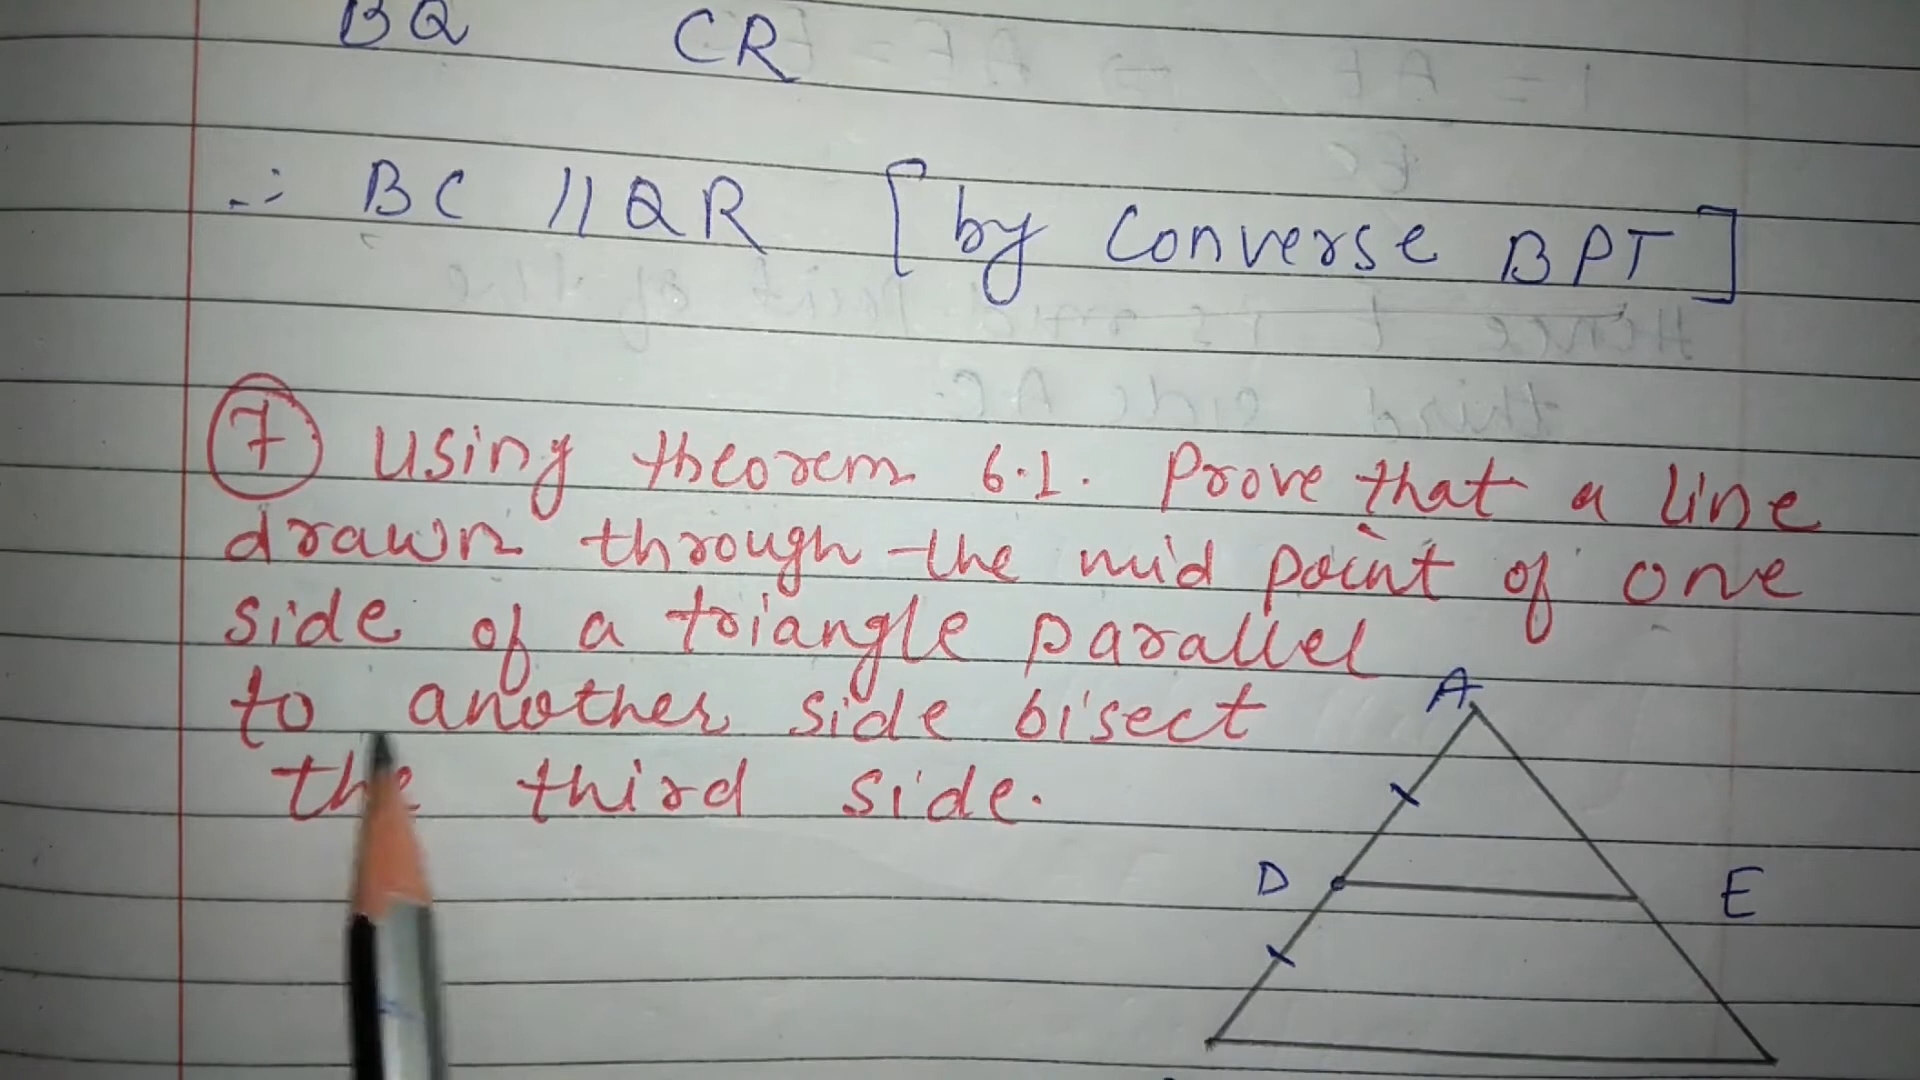 BQ CR
∴ BC || QR [by Converse BPT]
7 Using theorem 6.1. Prove that a line
drawn through the mid point of one
side of a triangle parallel
to another side bisect
the third side.
A
D E